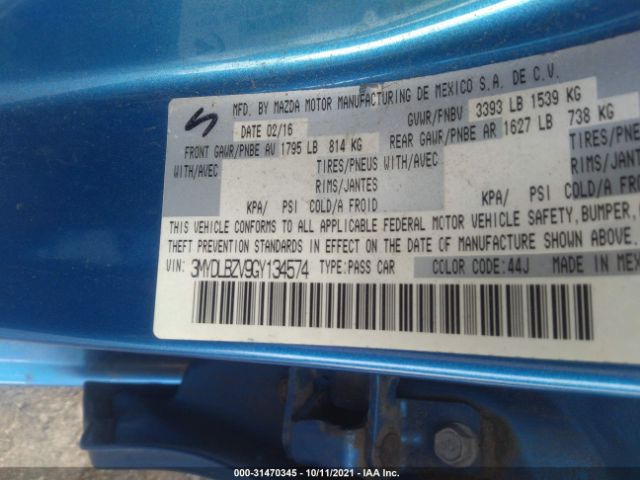 MFD. BY MAZDA MOTOR MANUFACTURING DE MEXICO S.A. DE C.V.
DATE 02/16 GVWR/PNBV 3393 LB 1539 KG
FRONT GAWR/PNBE AV 1795 LB 814 KG REAR GAWR/PNBE AR 1627 LB 738 KG
WITH/AVEC TIRES/PNEUS WITH/AVEC TIRES/PNEUS
RIMS/JANTES RIMS/JANTES
KPA/ PSI COLD/A FROID KPA/ PSI COLD/A FROID
THIS VEHICLE CONFORMS TO ALL APPLICABLE FEDERAL MOTOR VEHICLE SAFETY, BUMPER,
THEFT PREVENTION STANDARDS IN EFFECT ON THE DATE OF MANUFACTURE SHOWN ABOVE.
VIN: 3MYDLBZV9GY134574 TYPE:PASS CAR COLOR CODE:44J MADE IN MEX
000-31470345 - 10/11/2021 - IAA Inc.